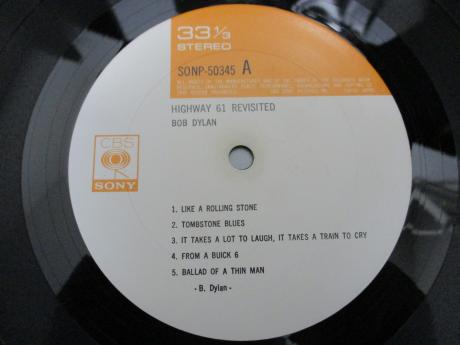 33 1/3
STEREO
SONP-50345 A
HIGHWAY 61 REVISITED
BOB DYLAN
CBS
SONY
1. LIKE A ROLLING STONE
2. TOMBSTONE BLUES
3. IT TAKES A LOT TO LAUGH, IT TAKES A TRAIN TO CRY
4. FROM A BUICK 6
5. BALLAD OF A THIN MAN
- B. Dylan -